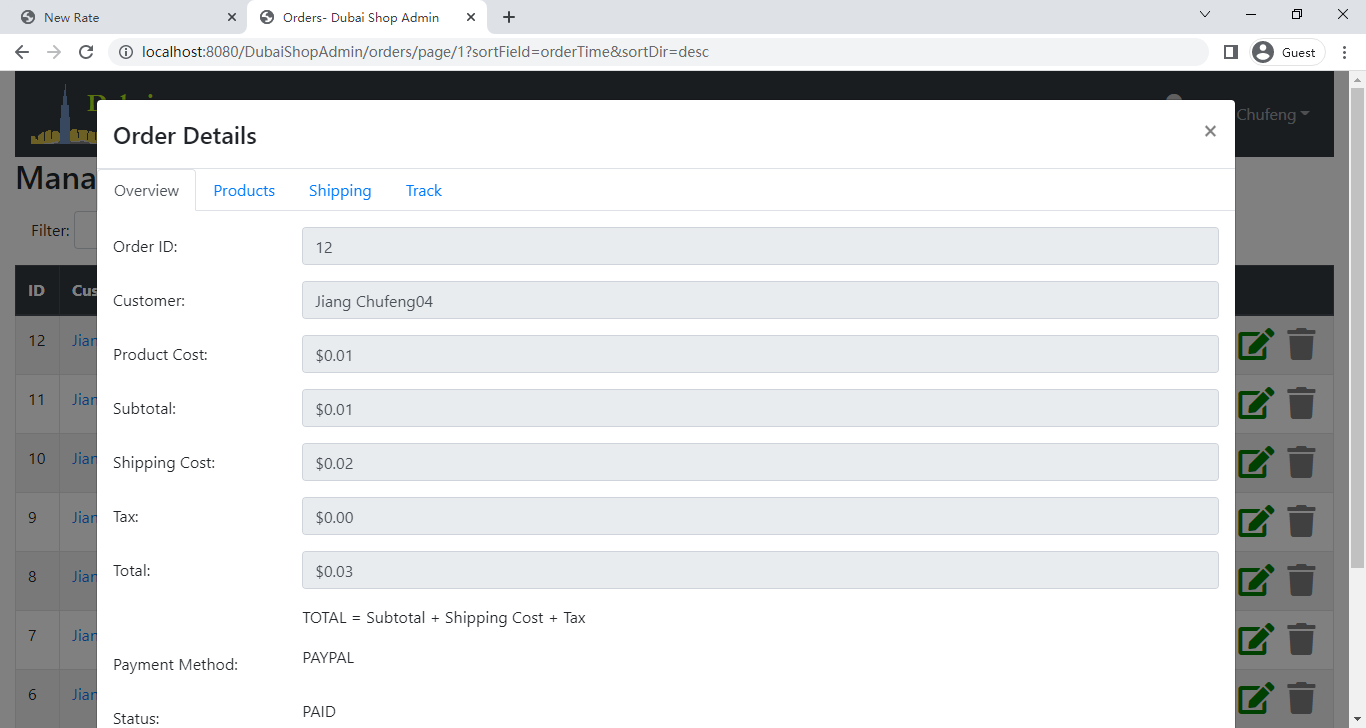 New Rate
Orders- Dubai Shop Admin
localhost:8080/DubaiShopAdmin/orders/page/1?sortField=orderTime&sortDir=desc
Guest
Chufeng
Order Details
×
Mana
Overview Products Shipping Track
Filter:
Order ID: 12
ID Cus
Customer: Jiang Chufeng04
12 Jian
Product Cost: $0.01
11 Jian
Subtotal: $0.01
10 Jian
Shipping Cost: $0.02
9 Jian
Tax: $0.00
8 Jian
Total: $0.03
TOTAL = Subtotal + Shipping Cost + Tax
7 Jian
Payment Method: PAYPAL
6 Jian
Status: PAID